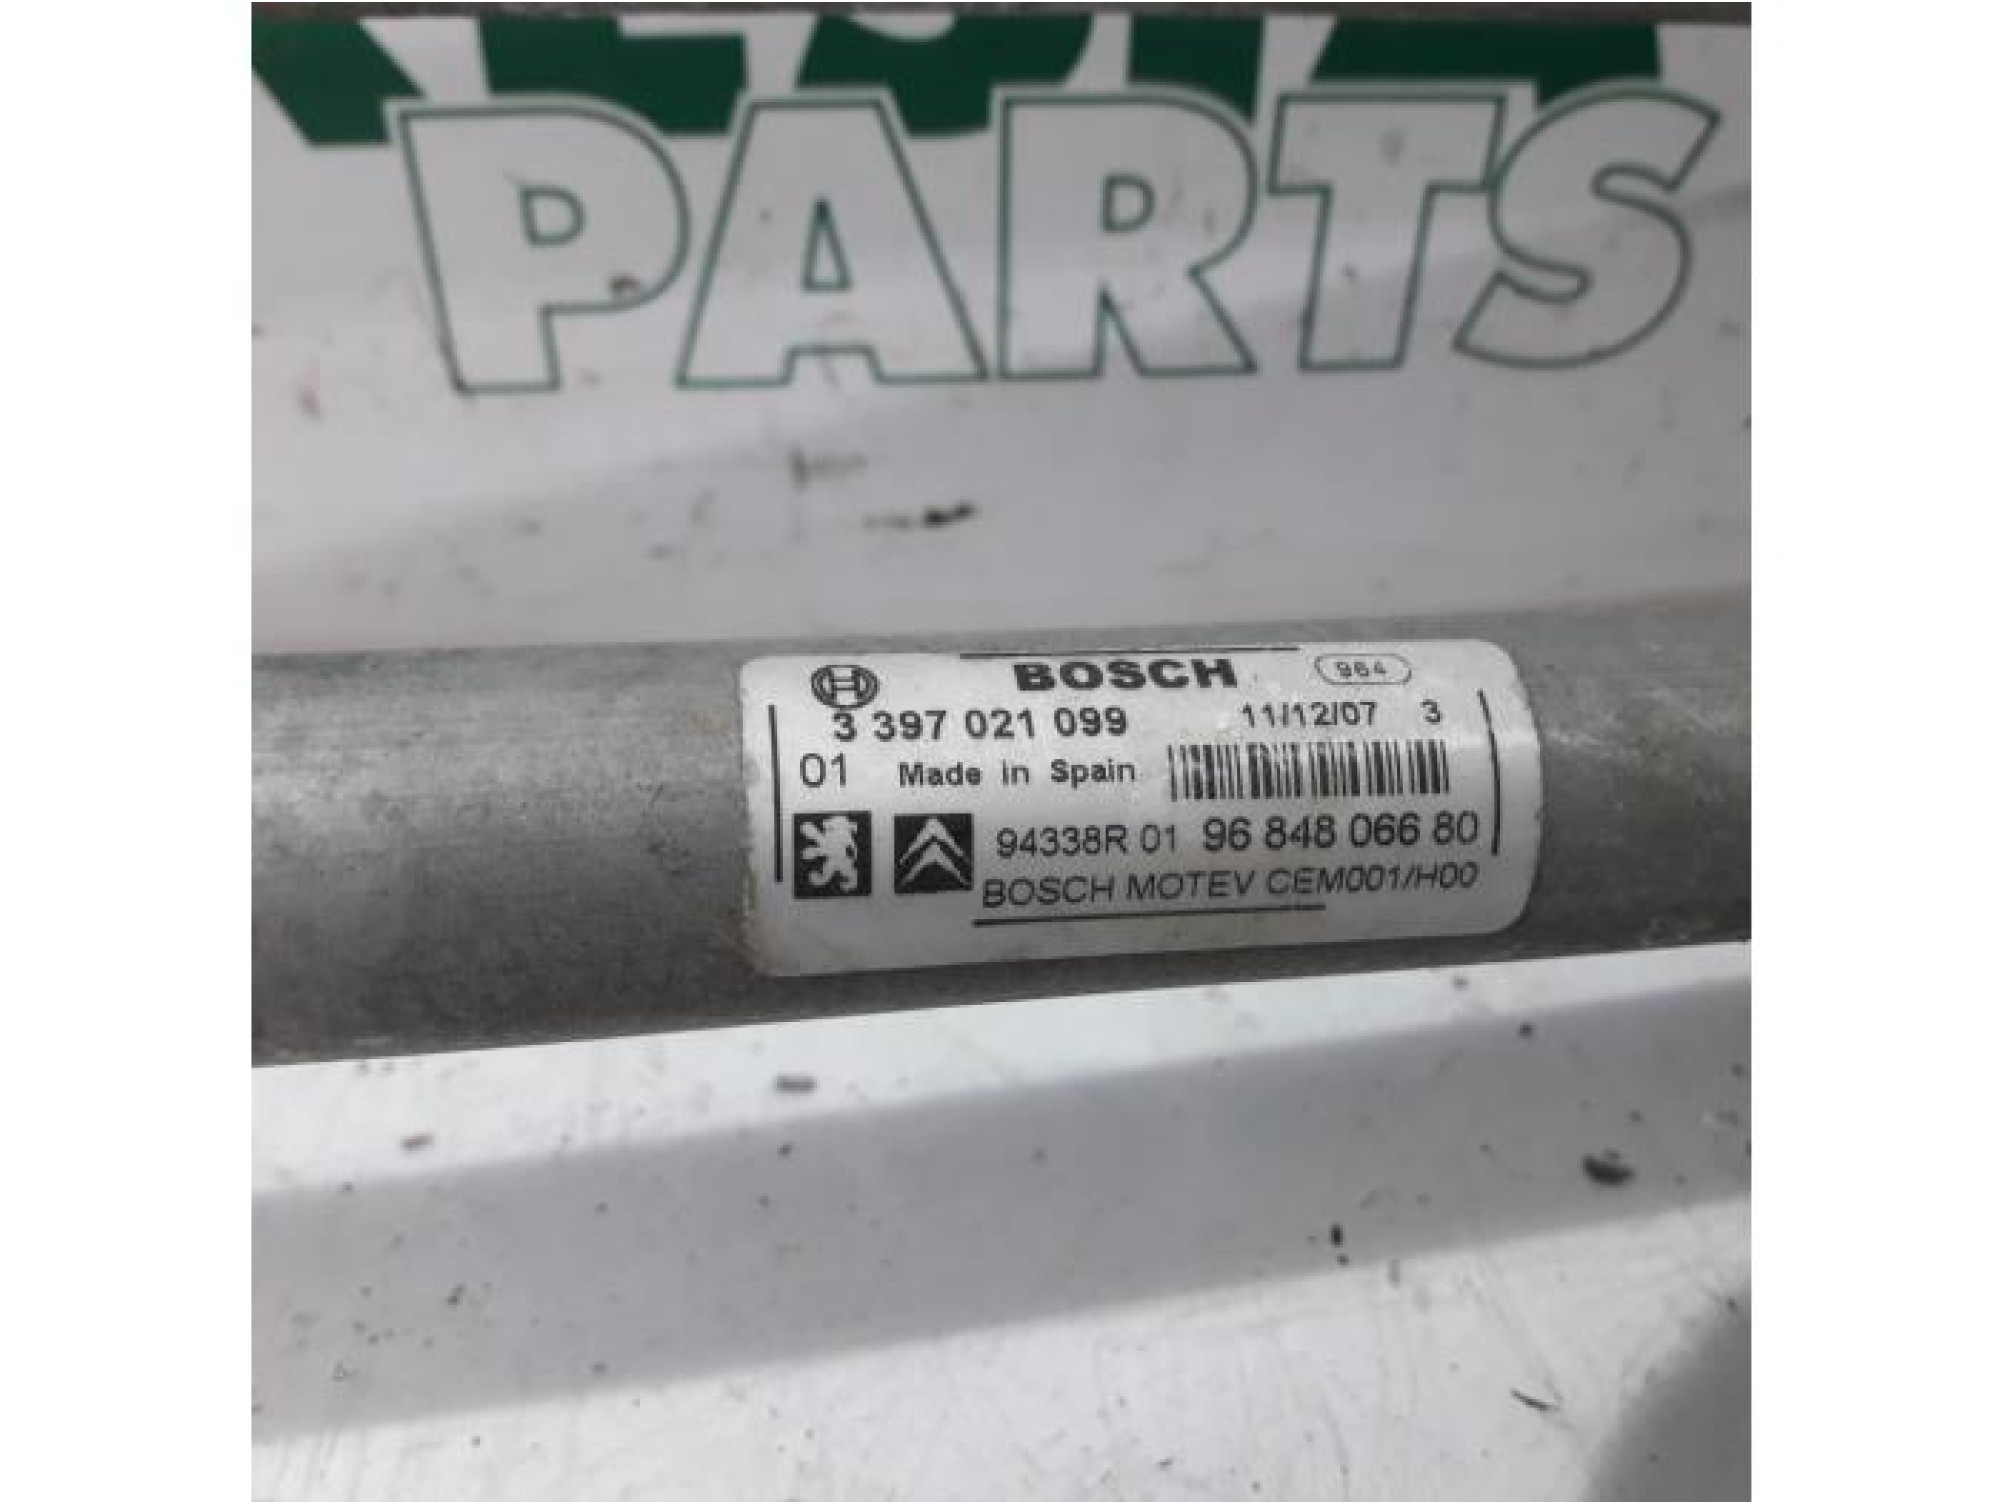 PARTS
BOSCH 964
3 397 021 099 11/12/07 3
01 Made in Spain
94338R 01 96 848 066 80
BOSCH MOTEV CEM001/H00